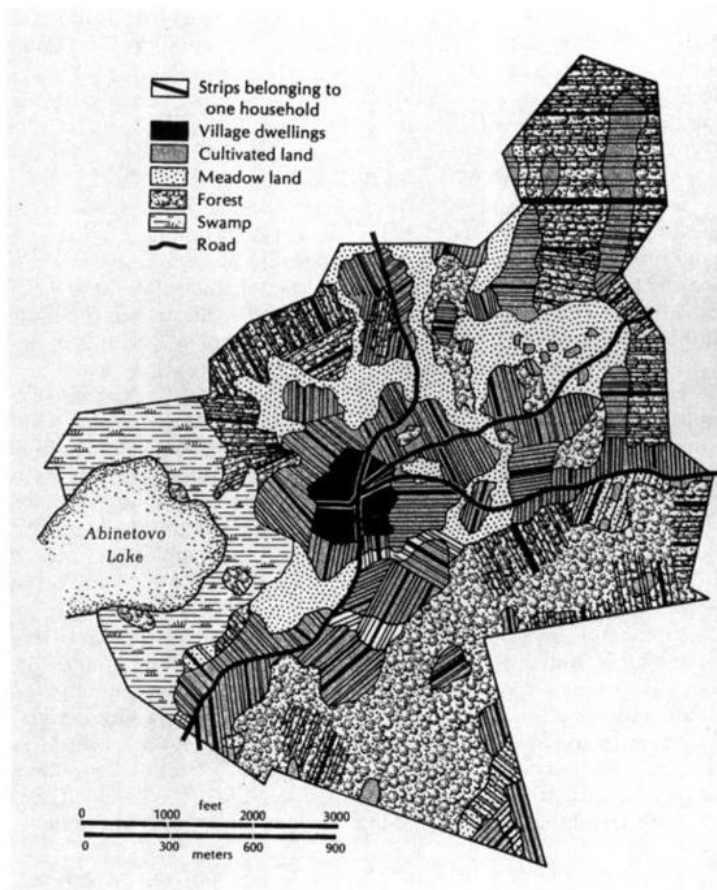 Strips belonging to
one household
Village dwellings
Cultivated land
Meadow land
Forest
Swamp
Road
Abinetovo
Lake
feet
0 1000 2000 3000
0 300 600 900
meters